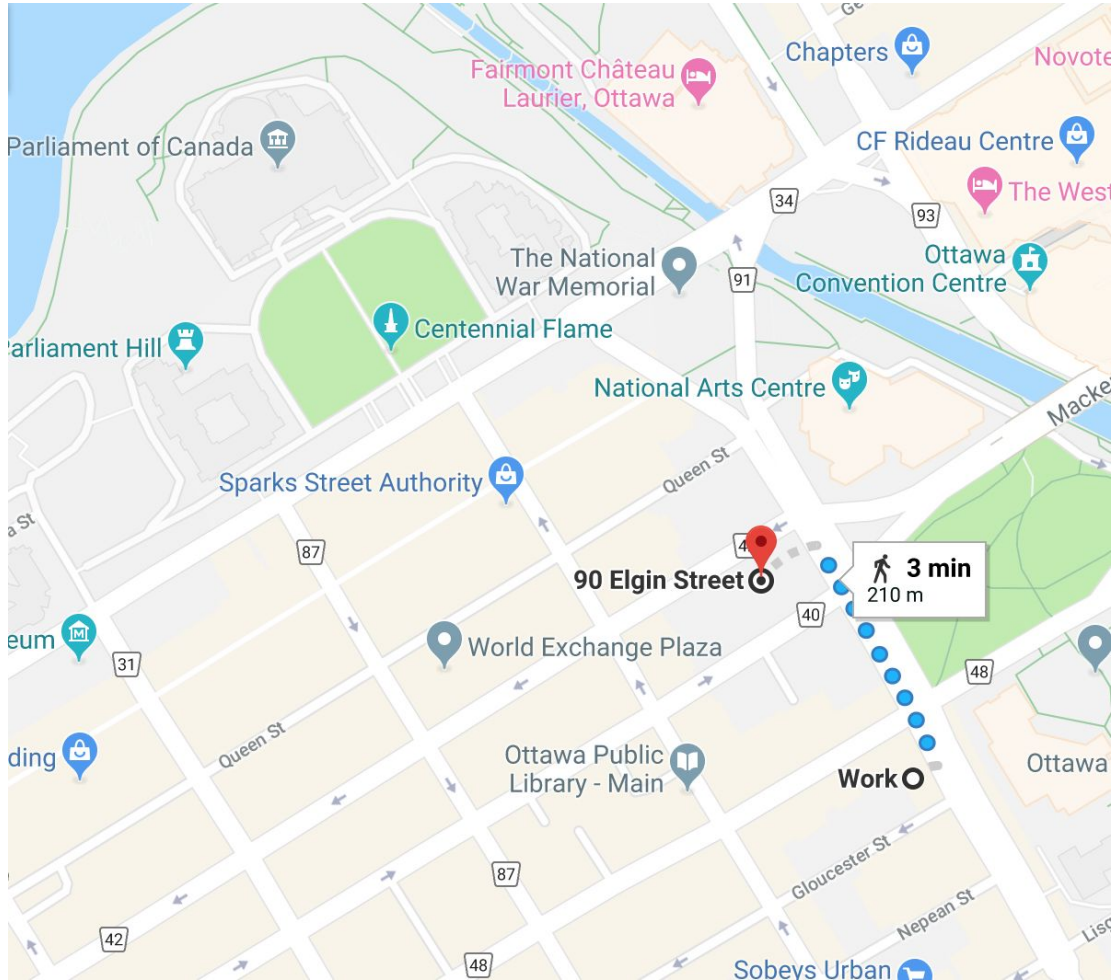 Ge
Chapters
Novote
Fairmont Château
Laurier, Ottawa
Parliament of Canada
CF Rideau Centre
34
The West
93
The National
War Memorial
Ottawa
Convention Centre
91
Centennial Flame
Parliament Hill
National Arts Centre
Macke
Queen St
Sparks Street Authority
a St
87
4
90 Elgin Street
3 min
210 m
40
eum
31
World Exchange Plaza
48
Queen St
ding
Ottawa Public
Library - Main
Work
Ottawa
Gloucester St
87
Nepean St
Lisg
42
48
Sobeys Urban